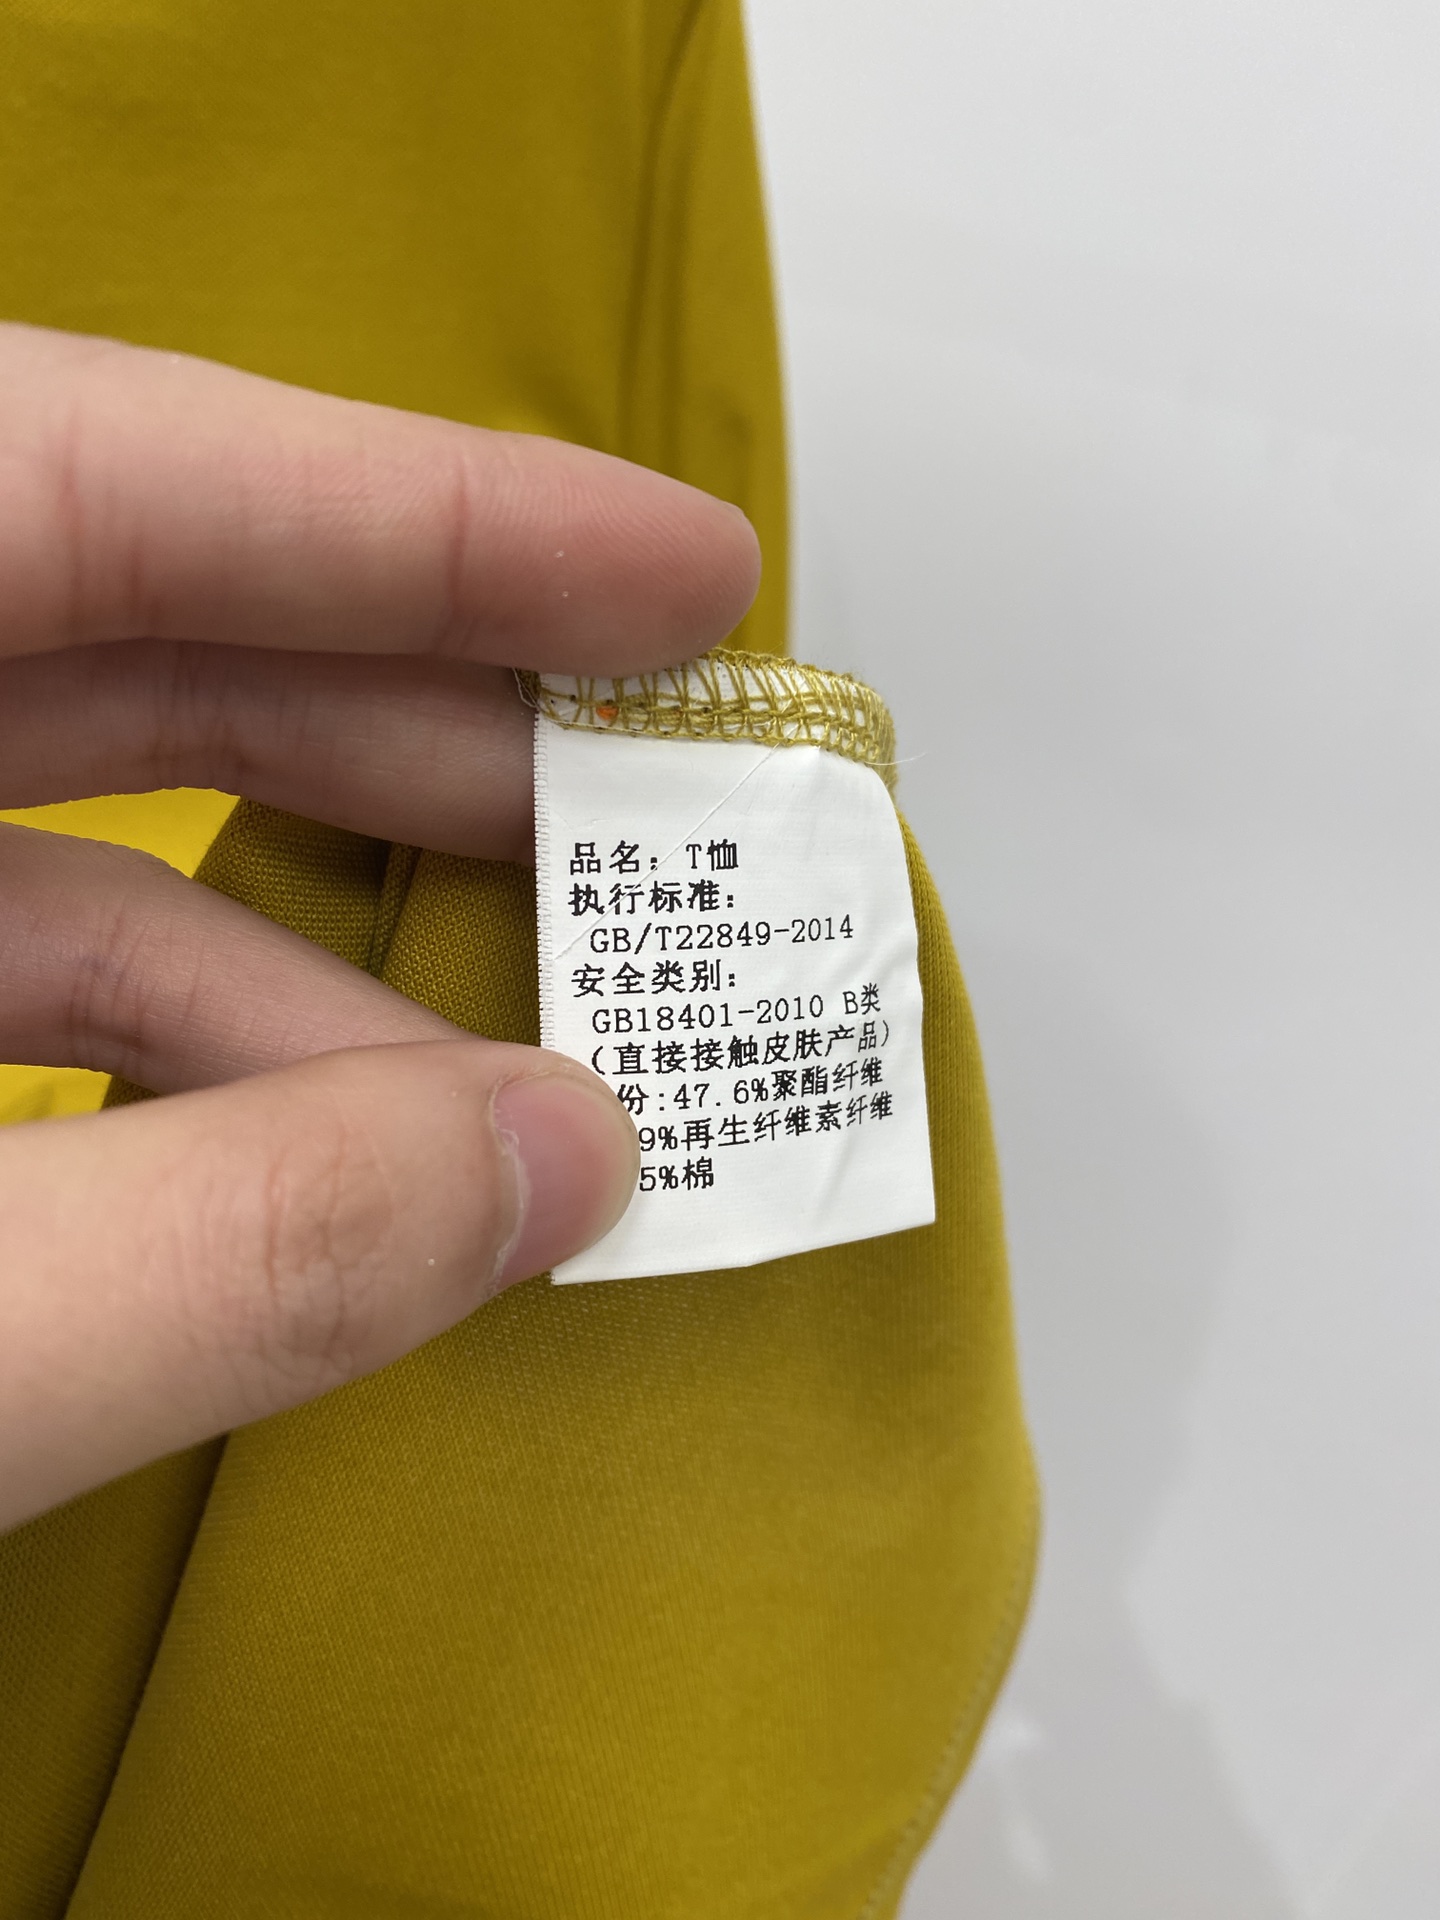 品名：T恤
执行标准：
GB/T22849-2014
安全类别：
GB18401-2010 B类
(直接接触皮肤产品)
份:47.6%聚酯纤维
9%再生纤维素纤维
5%棉